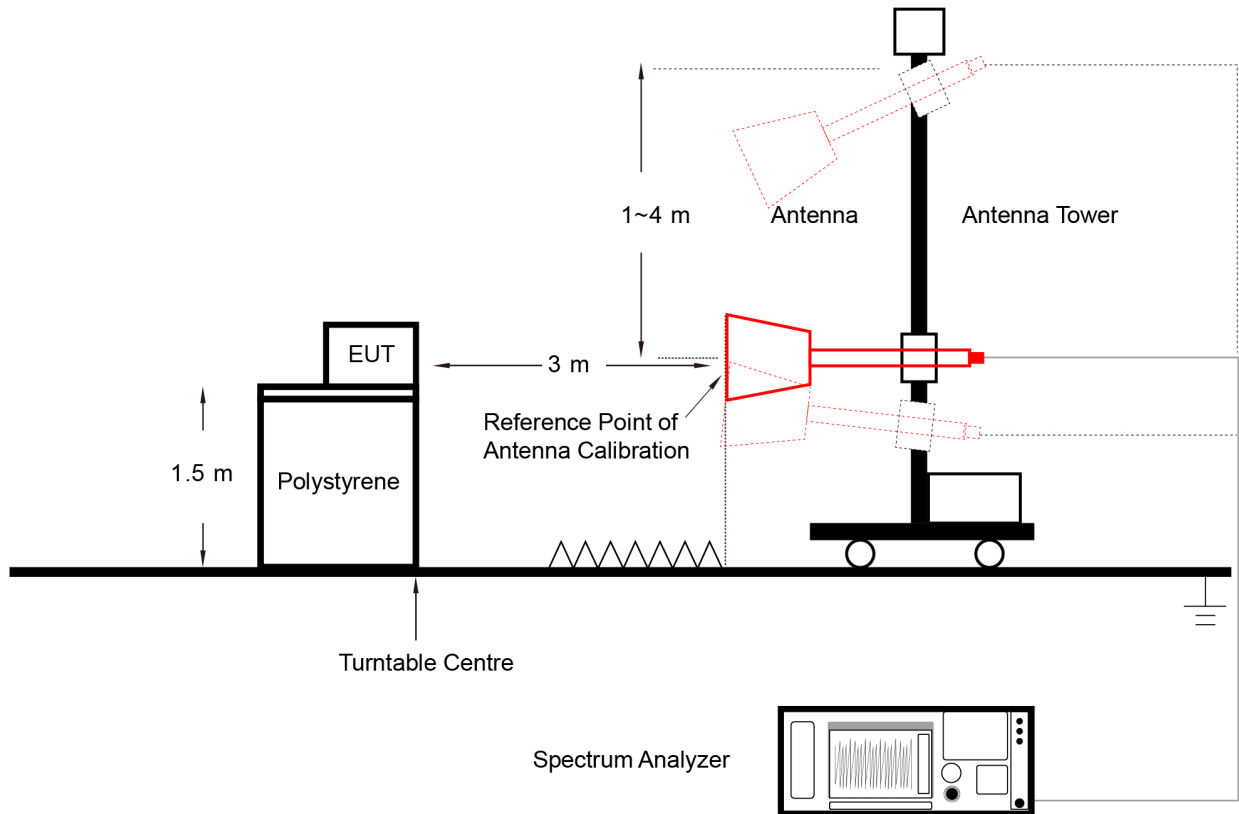 1~4 m
Antenna
Antenna Tower
EUT
3 m
Reference Point of
Antenna Calibration
1.5 m
Polystyrene
Turntable Centre
Spectrum Analyzer